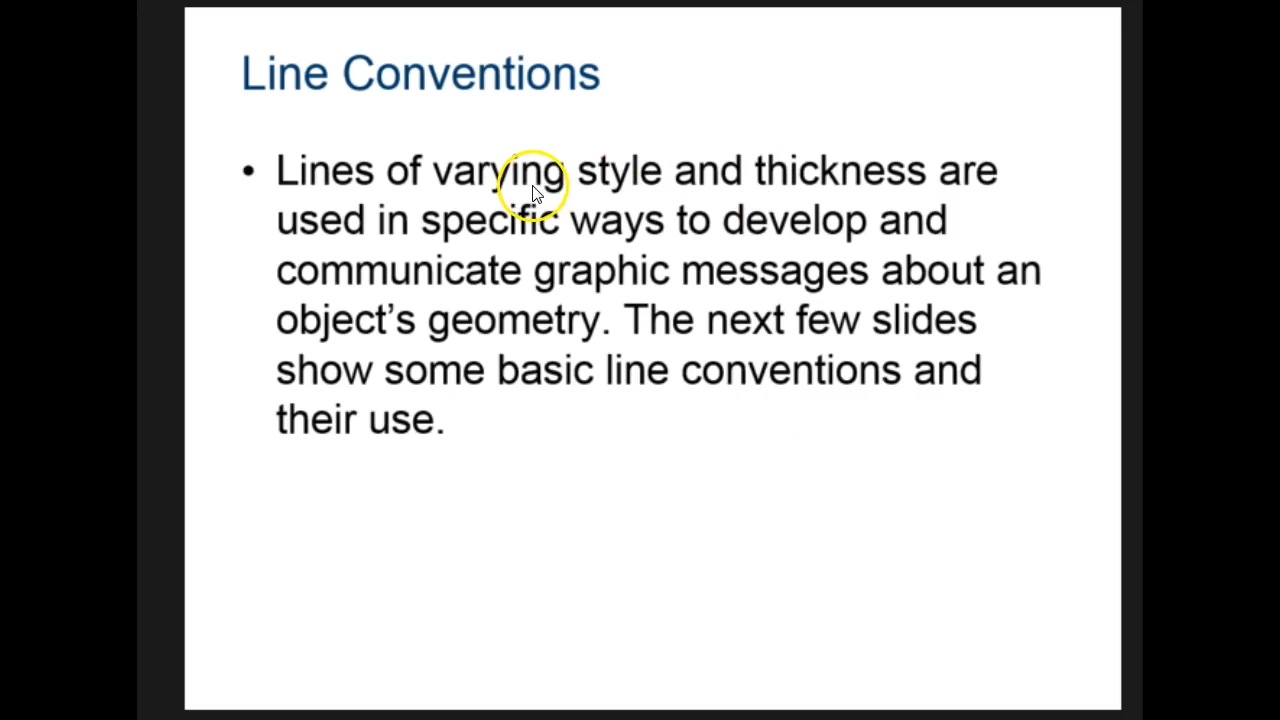 Line Conventions
• Lines of varying style and thickness are
used in specific ways to develop and
communicate graphic messages about an
object’s geometry. The next few slides
show some basic line conventions and
their use.